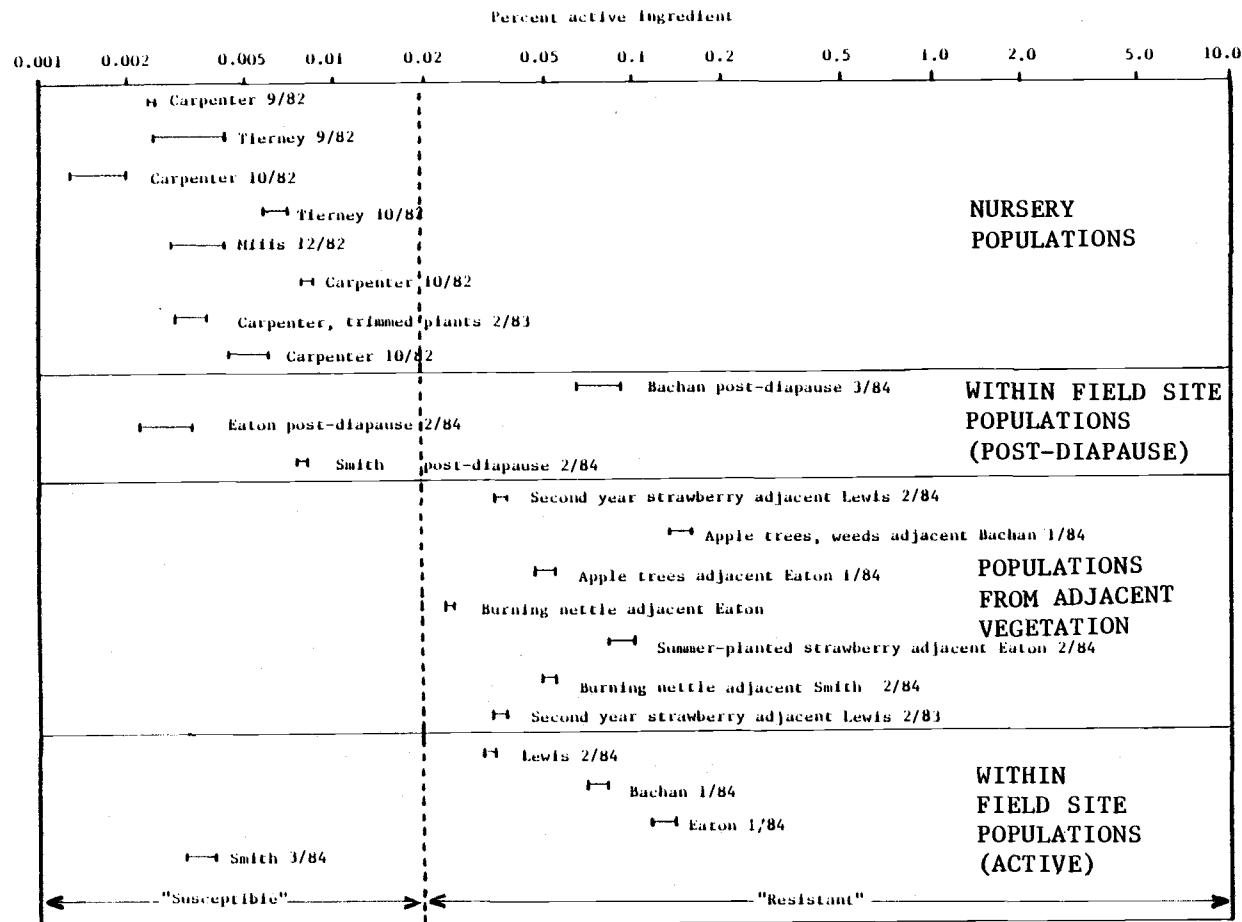 Percent active ingredient
0.001 0.002 0.005 0.01 0.02 0.05 0.1 0.2 0.5 1.0 2.0 5.0 10.0
Carpenter 9/82
Tierney 9/82
Carpenter 10/82
Tierney 10/82
Mills 12/82
Carpenter 10/82
Carpenter, trimmed plants 2/83
Carpenter 10/82
NURSERY
POPULATIONS
Bachan post-diapause 3/84
Eaton post-diapause 2/84
Smith post-diapause 2/84
WITHIN FIELD SITE
POPULATIONS
(POST-DIAPAUSE)
Second year strawberry adjacent Lewis 2/84
Apple trees, weeds adjacent Bachan 1/84
Apple trees adjacent Eaton 1/84
Burning nettle adjacent Eaton
Summer-planted strawberry adjacent Eaton 2/84
Burning nettle adjacent Smith 2/84
Second year strawberry adjacent Lewis 2/83
POPULATIONS
FROM ADJACENT
VEGETATION
Lewis 2/84
Bachan 1/84
Eaton 1/84
Smith 3/84
WITHIN
FIELD SITE
POPULATIONS
(ACTIVE)
"Susceptible" "Resistant"